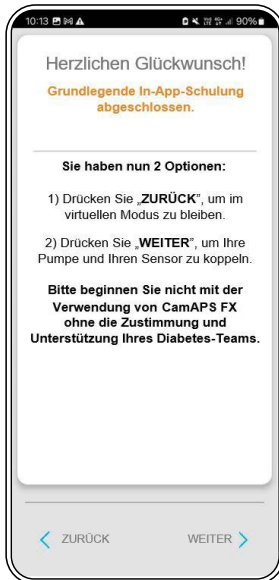 10:13
90%
Herzlichen Glückwunsch!
Grundlegende In-App-Schulung
abgeschlossen.
Sie haben nun 2 Optionen:
1) Drücken Sie „ZURÜCK”, um im
virtuellen Modus zu bleiben.
2) Drücken Sie „WEITER”, um Ihre
Pumpe und Ihren Sensor zu koppeln.
Bitte beginnen Sie nicht mit der
Verwendung von CamAPS FX
ohne die Zustimmung und
Unterstützung Ihres Diabetes-Teams.
ZURÜCK
WEITER